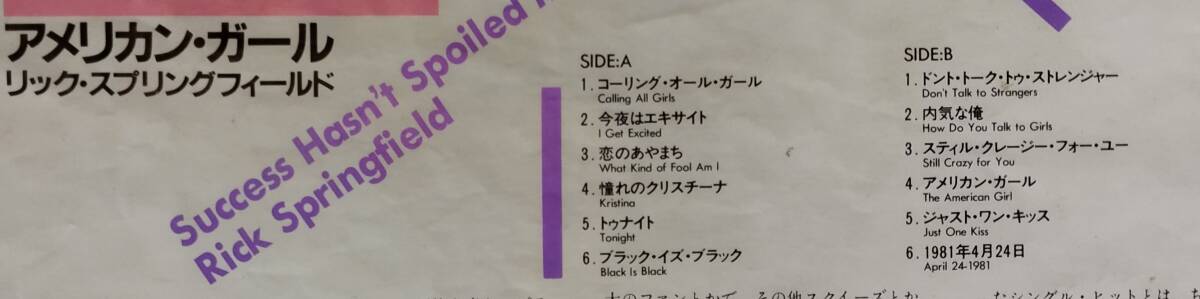 アメリカン・ガール
リック・スプリングフィールド
Success Hasn't Spoiled
Rick Springfield
SIDE:A
1. コーリング・オール・ガール
Calling All Girls
2. 今夜はエキサイト
I Get Excited
3. 恋のあやまち
What Kind of Fool Am I
4. 憧れのクリスチーナ
Kristina
5. トゥナイト
Tonight
6. ブラック・イズ・ブラック
Black Is Black
SIDE:B
1. ドント・トーク・トゥ・ストレンジャー
Don't Talk to Strangers
2. 内気な俺
How Do You Talk to Girls
3. スティル・クレージー・フォー・ユー
Still Crazy for You
4. アメリカン・ガール
The American Girl
5. ジャスト・ワン・キッス
Just One Kiss
6. 1981年4月24日
April 24-1981